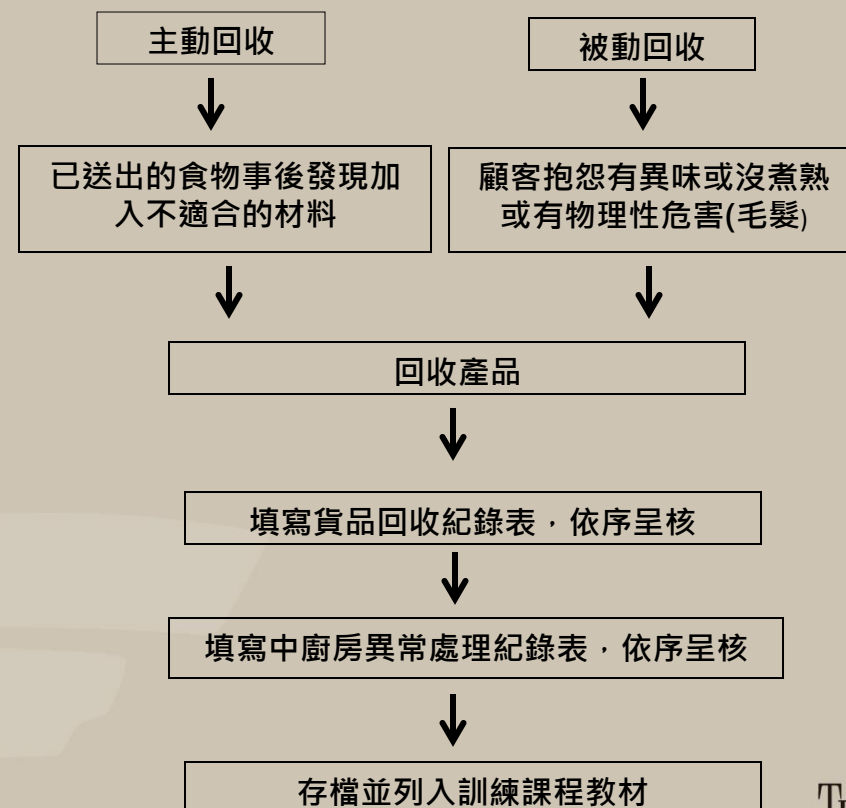 主動回收
被動回收
已送出的食物事後發現加
入不適合的材料
顧客抱怨有異味或沒煮熟
或有物理性危害(毛髮)
回收產品
填寫貨品回收紀錄表，依序呈核
填寫中廚房異常處理紀錄表，依序呈核
存檔並列入訓練課程教材